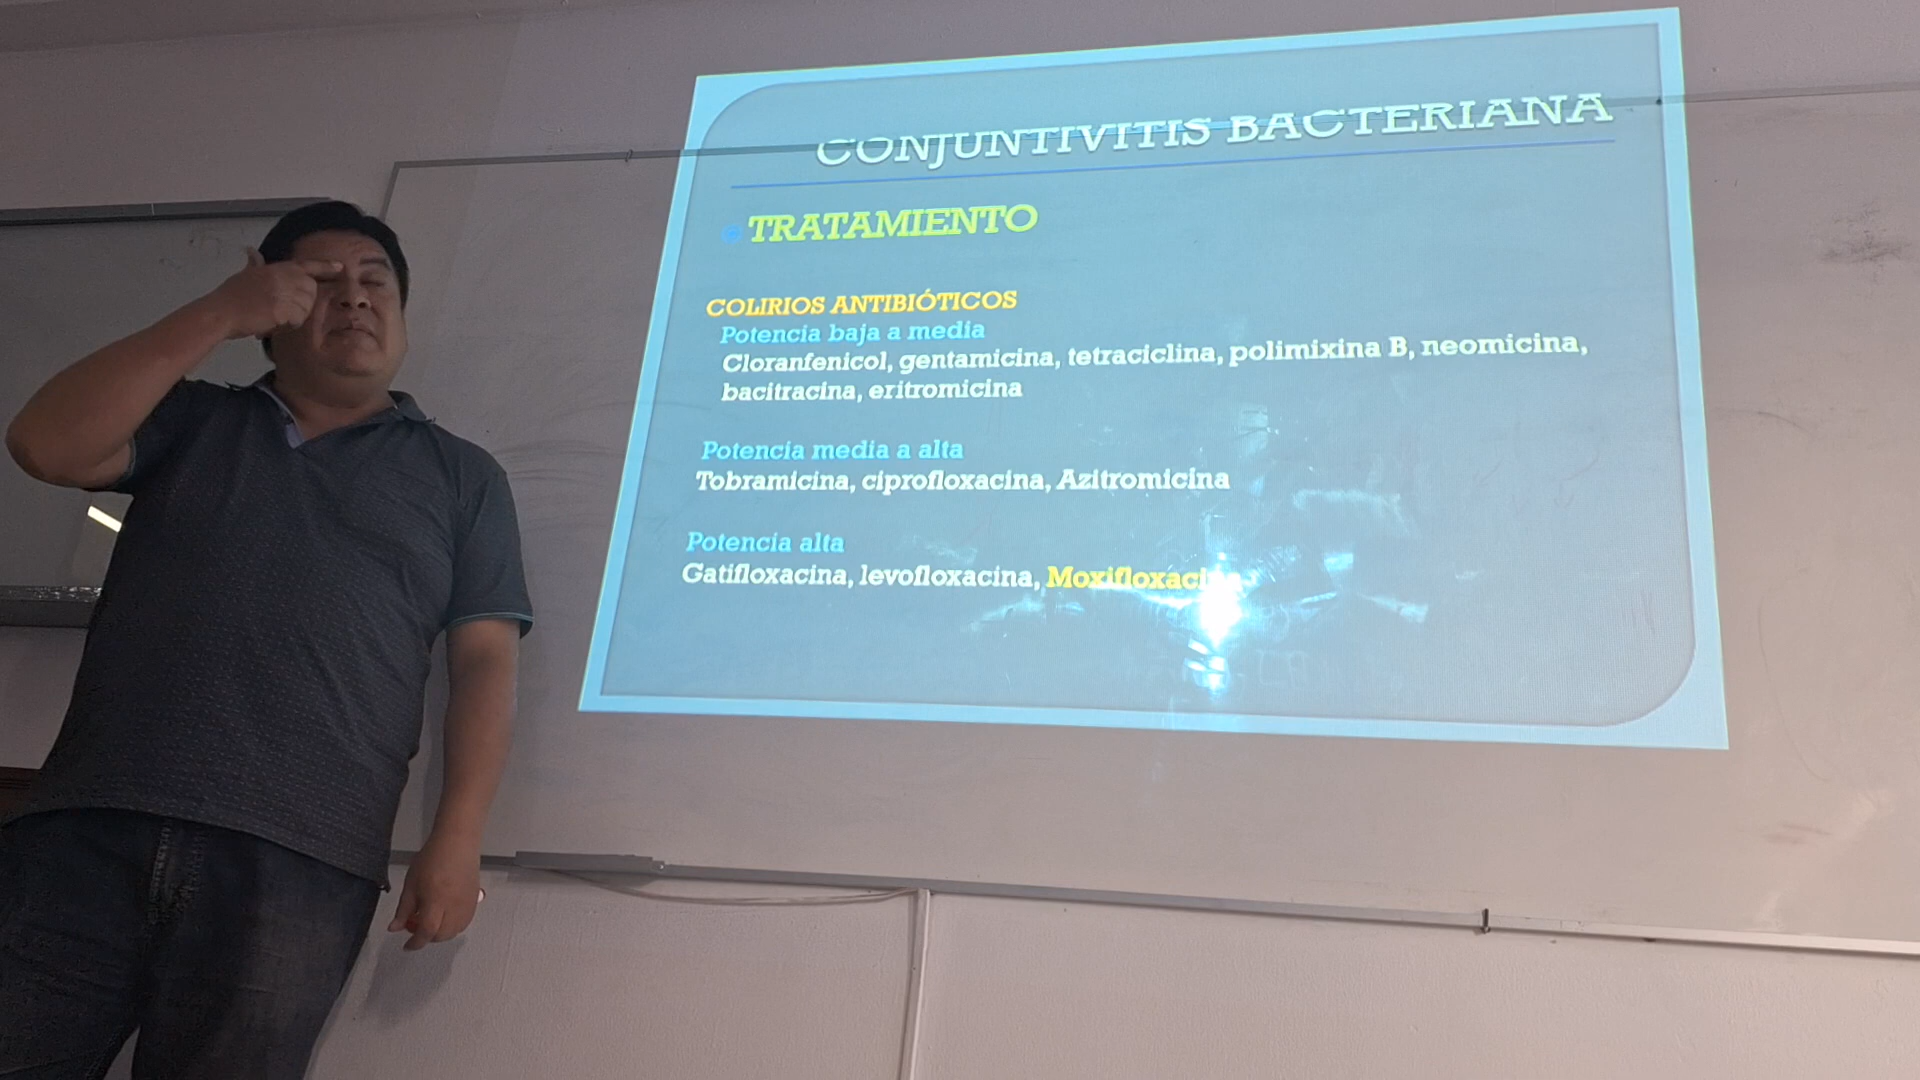 CONJUNTIVITIS BACTERIANA
TRATAMIENTO
COLIRIOS ANTIBIÓTICOS
Potencia baja a media
Cloranfenicol, gentamicina, tetraciclina, polimixina B, neomicina,
bacitracina, eritromicina
Potencia media a alta
Tobramicina, ciprofloxacina, Azitromicina
Potencia alta
Gatifloxacina, levofloxacina, Moxifloxacina